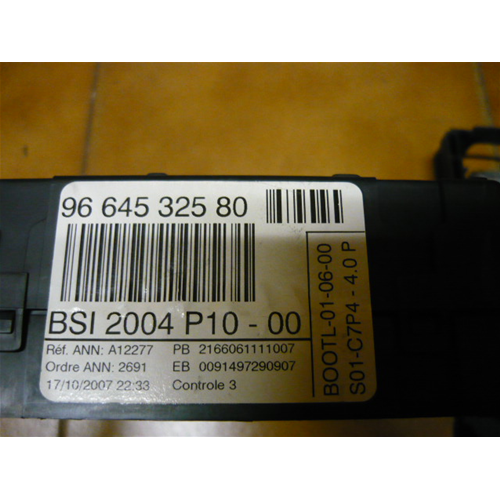 96 645 325 80
BSI 2004 P10 - 00
Réf. ANN: A12277 PB 2166061111007
Ordre ANN: 2691 EB 0091497290907
17/10/2007 22:33 Controle 3
BOOTL-01-06-00
S01-C7P4 - 4.0 P